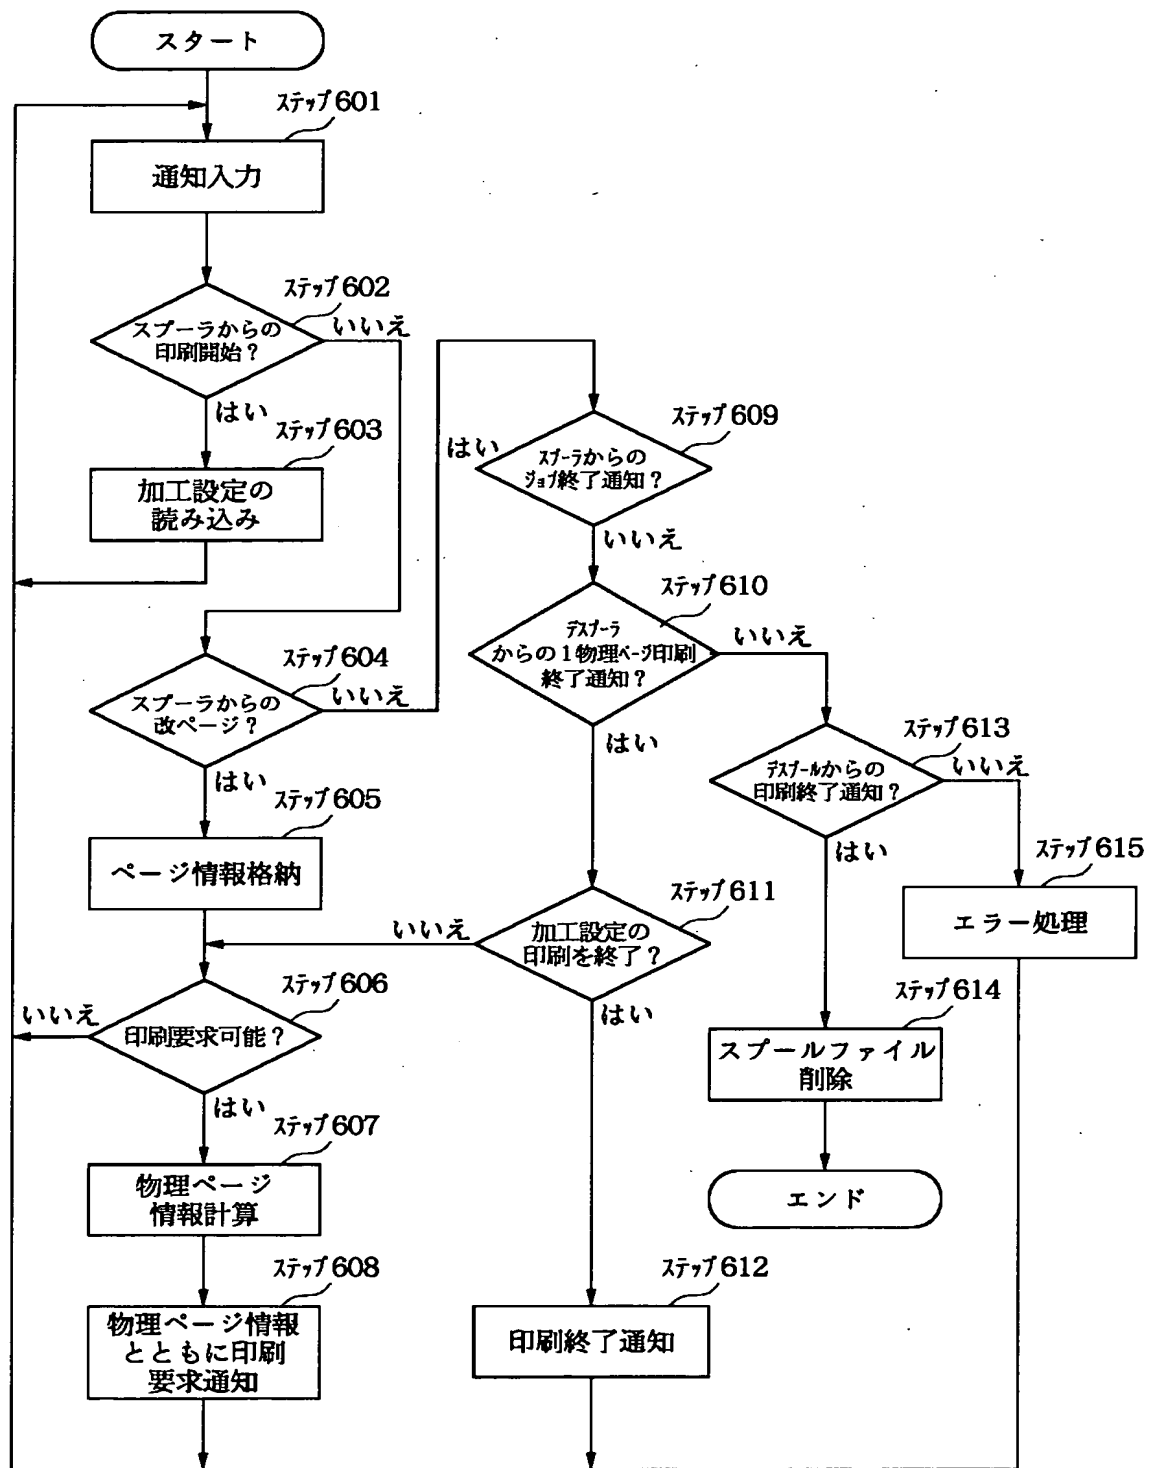 スタート
ステップ601
通知入力
ステップ602
スプーラからの
印刷開始？
いいえ
はい
ステップ603
加工設定の
読み込み
ステップ604
スプーラからの
改ページ？
いいえ
はい
ステップ605
ページ情報格納
ステップ606
印刷要求可能？
いいえ
はい
ステップ607
物理ページ
情報計算
ステップ608
物理ページ情報
とともに印刷
要求通知
ステップ609
はい
スプーラからの
ジョブ終了通知？
いいえ
ステップ610
デスプーラ
からの１物理ページ印刷
終了通知？
いいえ
はい
ステップ611
加工設定の
印刷を終了？
いいえ
はい
ステップ612
印刷終了通知
ステップ613
デスプールからの
印刷終了通知？
いいえ
はい
ステップ614
スプールファイル
削除
エンド
ステップ615
エラー処理